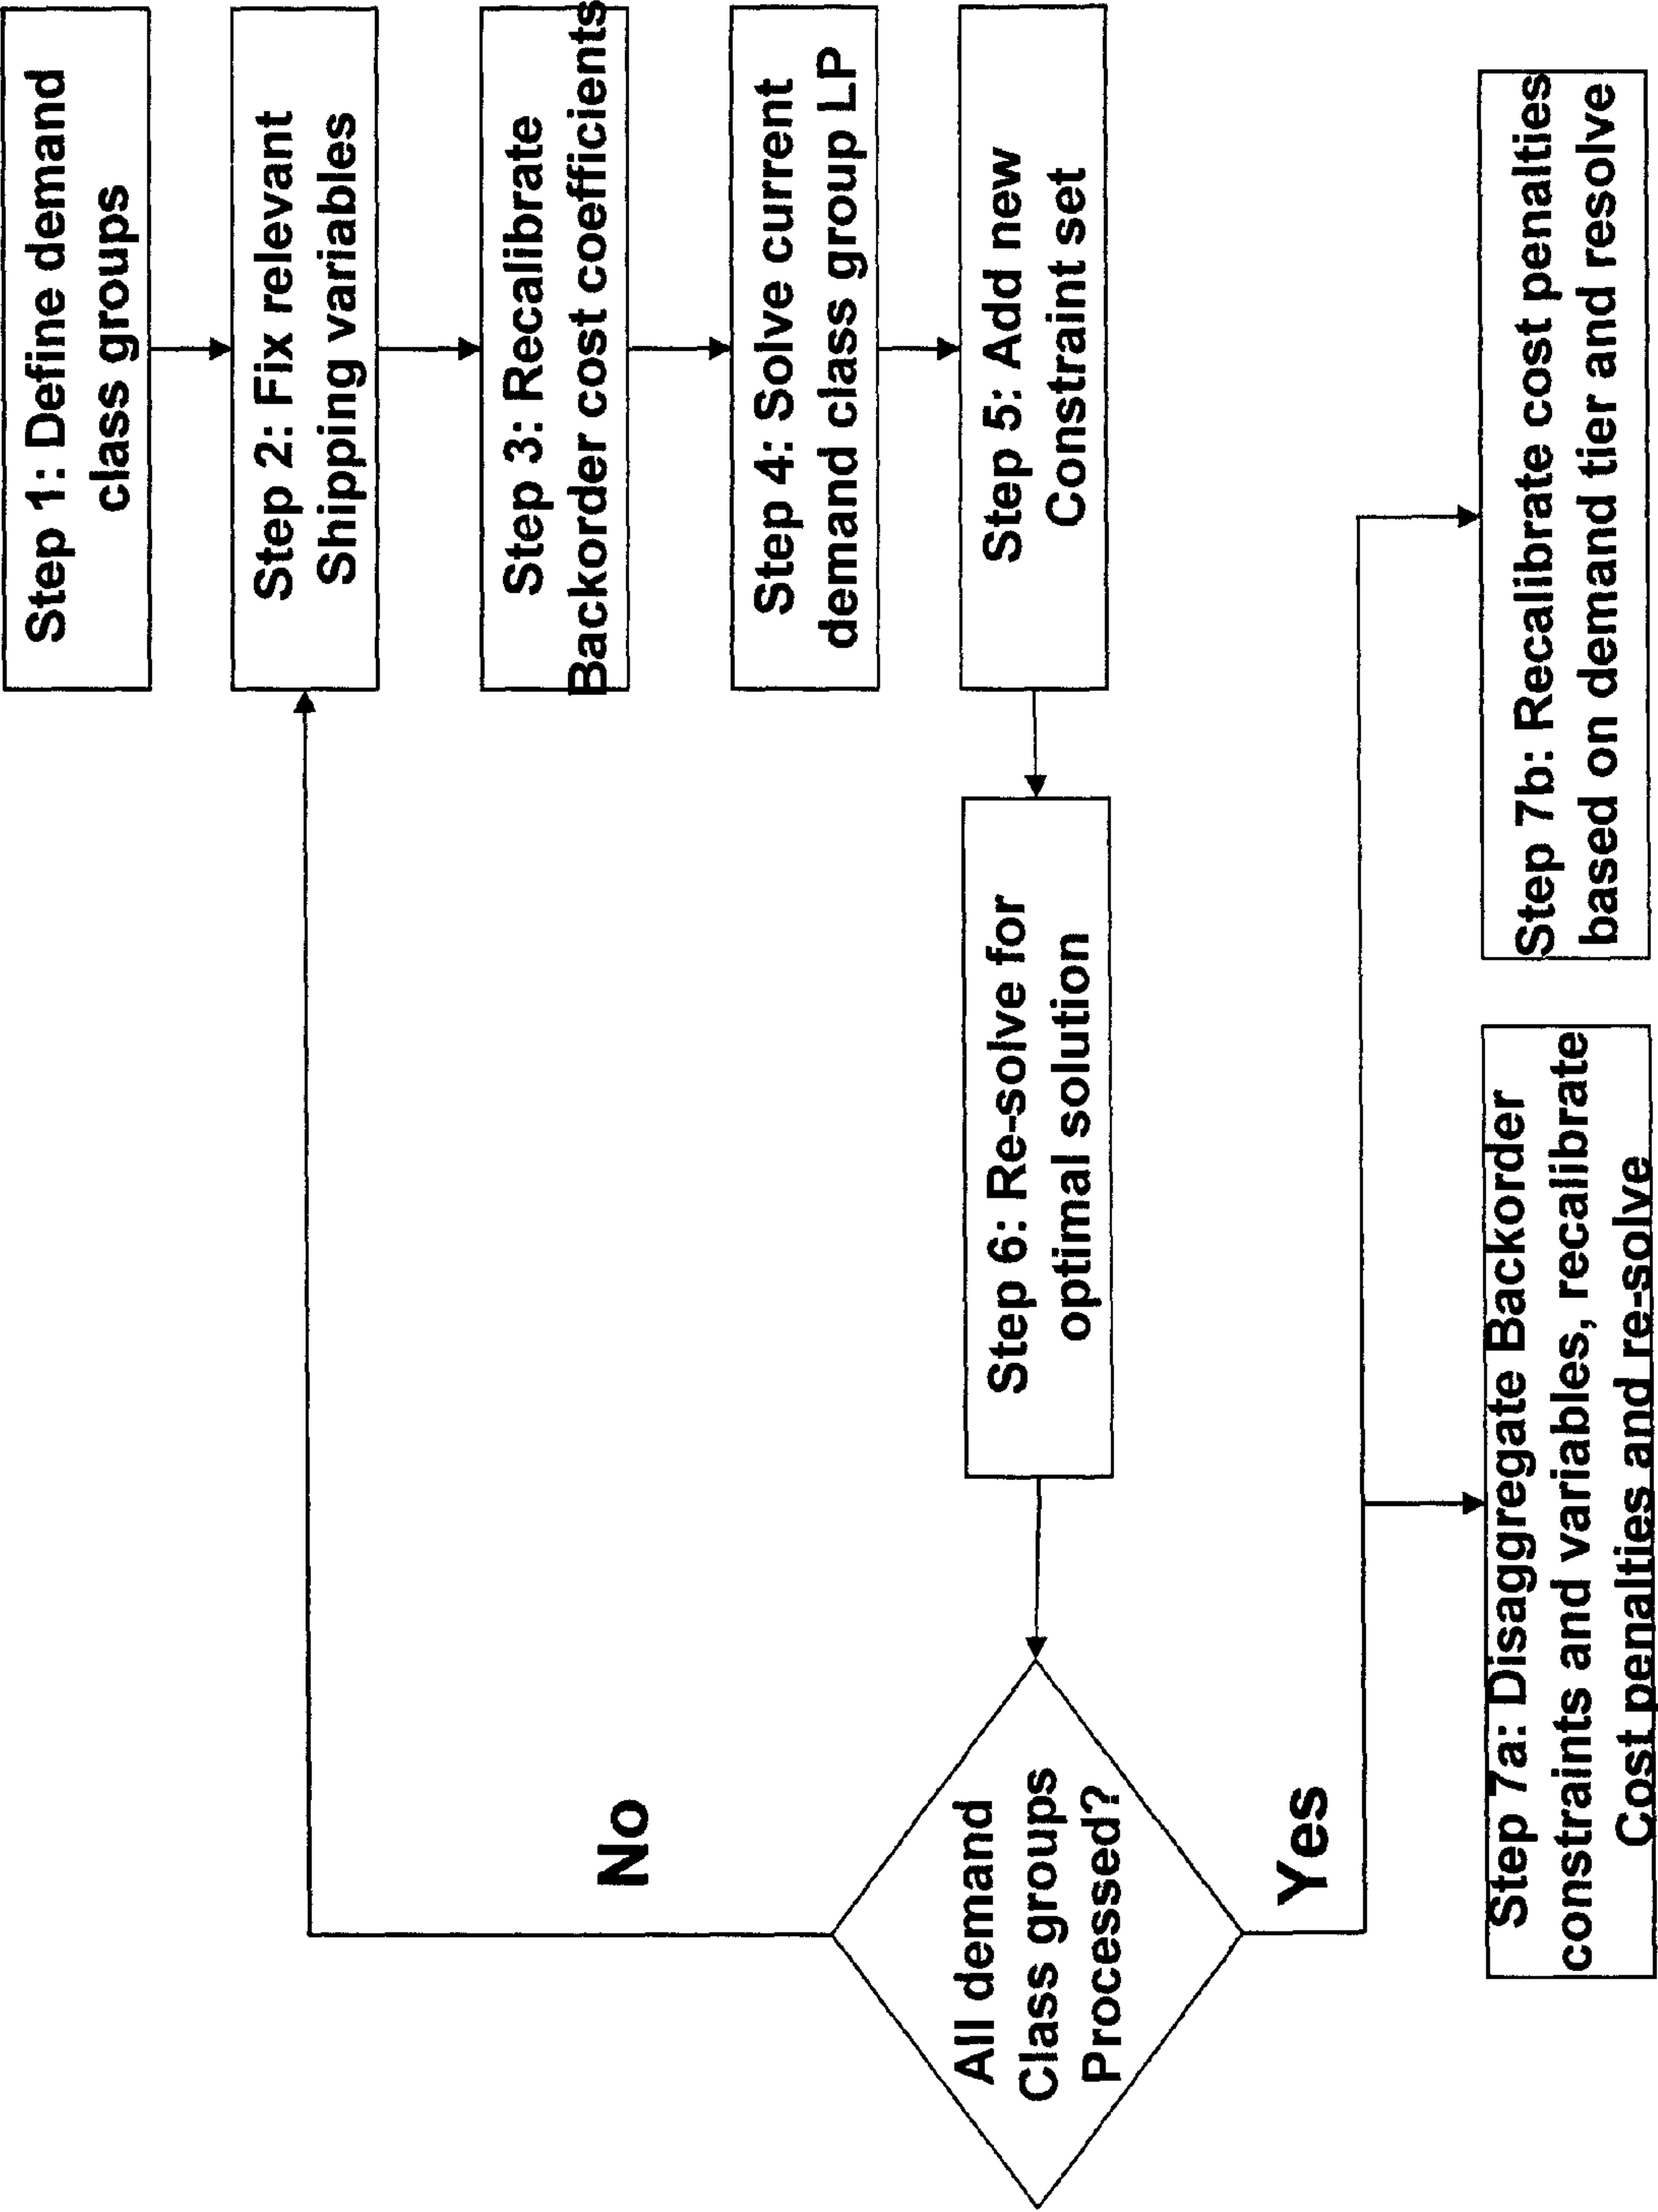 Step 1: Define demand
class groups
Step 2: Fix relevant
Shipping variables
Step 3: Recalibrate
Backorder cost coefficients
Step 4: Solve current
demand class group LP
Step 5: Add new
Constraint set
Step 6: Re-solve for
optimal solution
All demand
Class groups
Processed?
No
Yes
Step 7a: Disaggregate Backorder
constraints and variables, recalibrate
Cost penalties and re-solve
Step 7b: Recalibrate cost penalties
based on demand tier and resolve